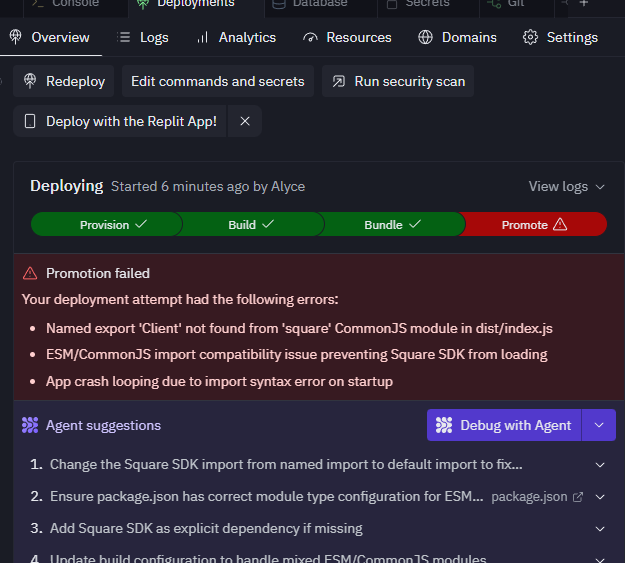 Console
Deployments
Database
Secrets
Git
Overview
Logs
Analytics
Resources
Domains
Settings
Redeploy
Edit commands and secrets
Run security scan
Deploy with the Replit App!
Deploying Started 6 minutes ago by Alyce
View logs
Provision
Build
Bundle
Promote
Promotion failed
Your deployment attempt had the following errors:
• Named export 'Client' not found from 'square' CommonJS module in dist/index.js
• ESM/CommonJS import compatibility issue preventing Square SDK from loading
• App crash looping due to import syntax error on startup
Agent suggestions
Debug with Agent
1. Change the Square SDK import from named import to default import to fix...
2. Ensure package.json has correct module type configuration for ESM... package.json
3. Add Square SDK as explicit dependency if missing
4. Update build configuration to handle mixed ESM/CommonJS modules